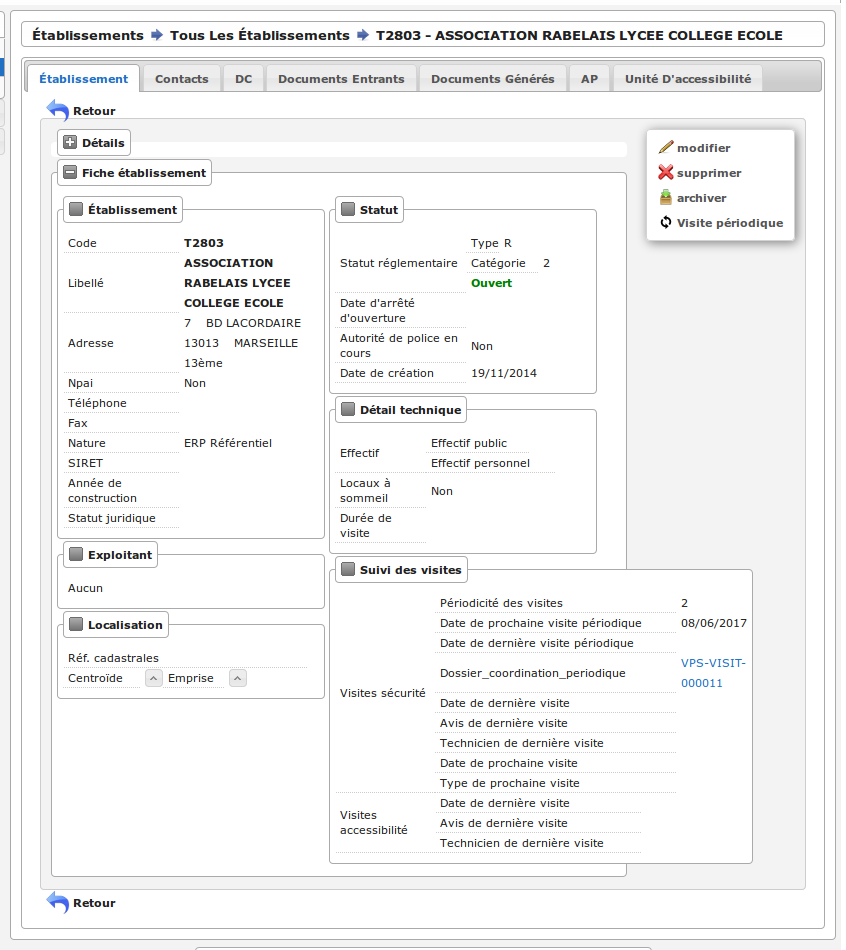 Établissements Tous Les Établissements T2803 - ASSOCIATION RABELAIS LYCEE COLLEGE ECOLE
Établissement Contacts DC Documents Entrants Documents Générés AP Unité D'accessibilité
Retour
Détails
Fiche établissement
modifier
supprimer
archiver
Visite périodique
Établissement
Code T2803
Libellé ASSOCIATION
RABELAIS LYCEE
COLLEGE ECOLE
Adresse 7 BD LACORDAIRE
13013 MARSEILLE
13ème
Npai Non
Téléphone
Fax
Nature ERP Référentiel
SIRET
Année de
construction
Statut juridique
Exploitant
Aucun
Localisation
Réf. cadastrales
Centroïde Emprise
Statut
Statut réglementaire Type R
Catégorie 2
Ouvert
Date d'arrêté
d'ouverture
Autorité de police en
cours Non
Date de création 19/11/2014
Détail technique
Effectif Effectif public
Effectif personnel
Locaux à
sommeil Non
Durée de
visite
Suivi des visites
Visites sécurité
Périodicité des visites 2
Date de prochaine visite périodique 08/06/2017
Date de dernière visite périodique
Dossier_coordination_periodique VPS-VISIT-
000011
Date de dernière visite
Avis de dernière visite
Technicien de dernière visite
Date de prochaine visite
Type de prochaine visite
Visites
accessibilité
Date de dernière visite
Avis de dernière visite
Technicien de dernière visite
Retour